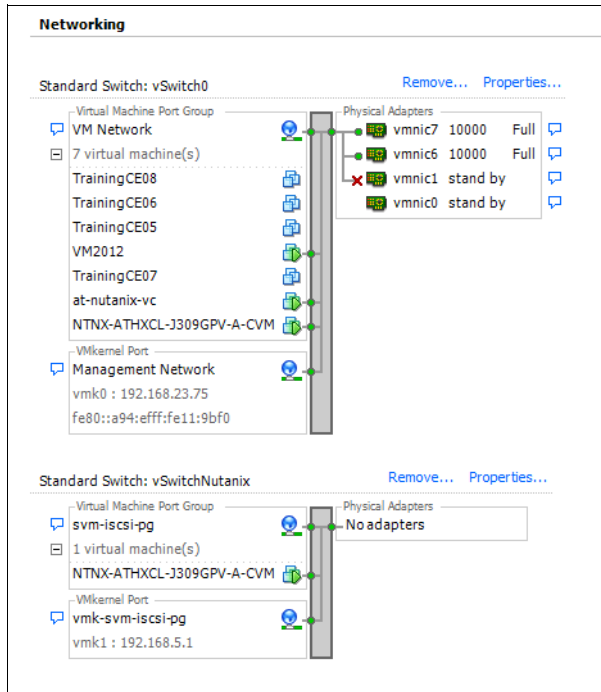 Networking
Standard Switch: vSwitch0
Remove... Properties...
Virtual Machine Port Group
VM Network
7 virtual machine(s)
TrainingCE08
TrainingCE06
TrainingCE05
VM2012
TrainingCE07
at-nutanix-vc
NTNX-ATHXCL-J309GPV-A-CVM
VMkernel Port
Management Network
vmk0 : 192.168.23.75
fe80::a94:efff:fe11:9bf0
Physical Adapters
vmnic7 10000 Full
vmnic6 10000 Full
vmnic1 stand by
vmnic0 stand by
Standard Switch: vSwitchNutanix
Remove... Properties...
Virtual Machine Port Group
svm-iscsi-pg
1 virtual machine(s)
NTNX-ATHXCL-J309GPV-A-CVM
VMkernel Port
vmk-svm-iscsi-pg
vmk1 : 192.168.5.1
Physical Adapters
No adapters